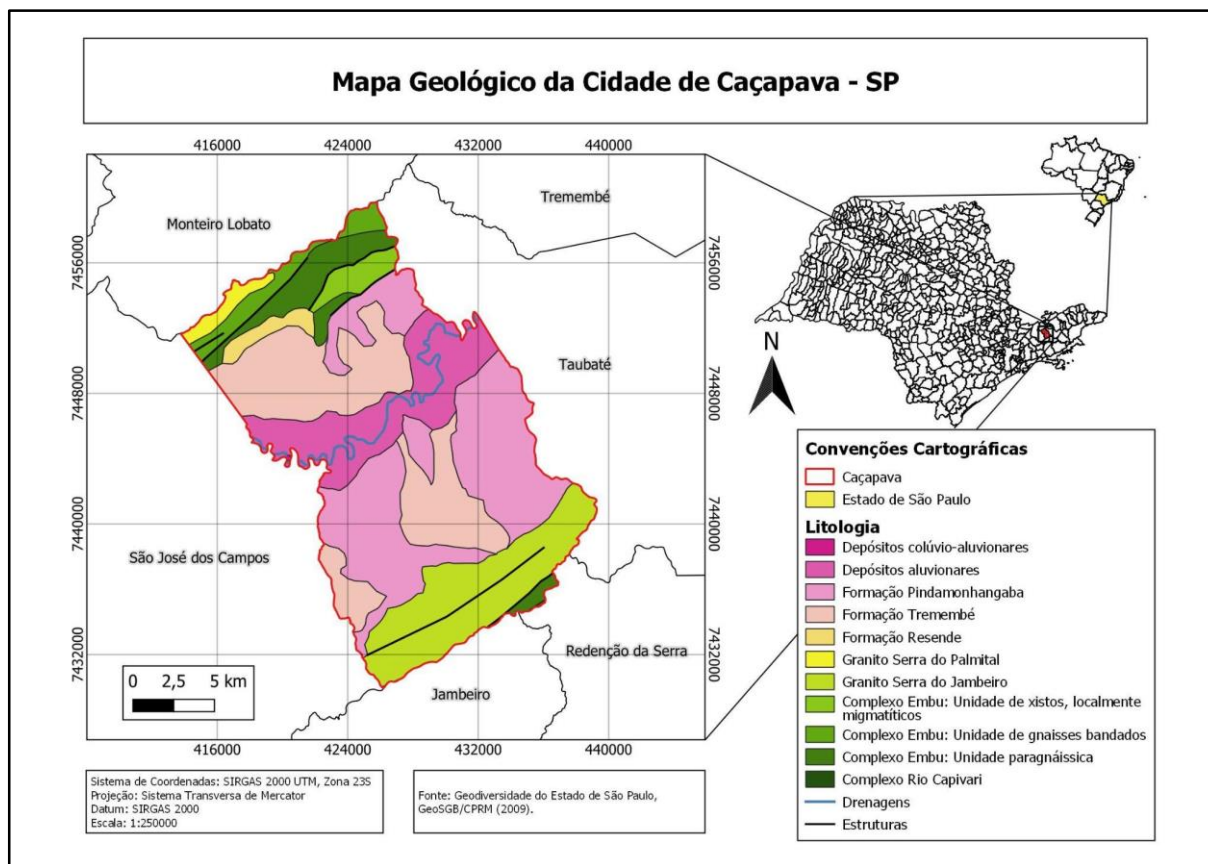 Mapa Geológico da Cidade de Caçapava - SP
416000
424000
432000
440000
Tremembé
Monteiro Lobato
7456000
7456000
Taubaté
N
7448000
7448000
7440000
7440000
São José dos Campos
7432000
7432000
Redenção da Serra
Jambeiro
0 2,5 5 km
416000
424000
432000
440000
Convenções Cartográficas
Caçapava
Estado de São Paulo
Litologia
Depósitos colúvio-aluvionares
Depósitos aluvionares
Formação Pindamonhangaba
Formação Tremembé
Formação Resende
Granito Serra do Palmital
Granito Serra do Jambeiro
Complexo Embu: Unidade de xistos, localmente
migmatíticos
Complexo Embu: Unidade de gnaisses bandados
Complexo Embu: Unidade paragnáissica
Complexo Rio Capivari
Drenagens
Estruturas
Sistema de Coordenadas: SIRGAS 2000 UTM, Zona 23S
Projeção: Sistema Transversa de Mercator
Datum: SIRGAS 2000
Escala: 1:250000
Fonte: Geodiversidade do Estado de São Paulo,
GeoSGB/CPRM (2009).